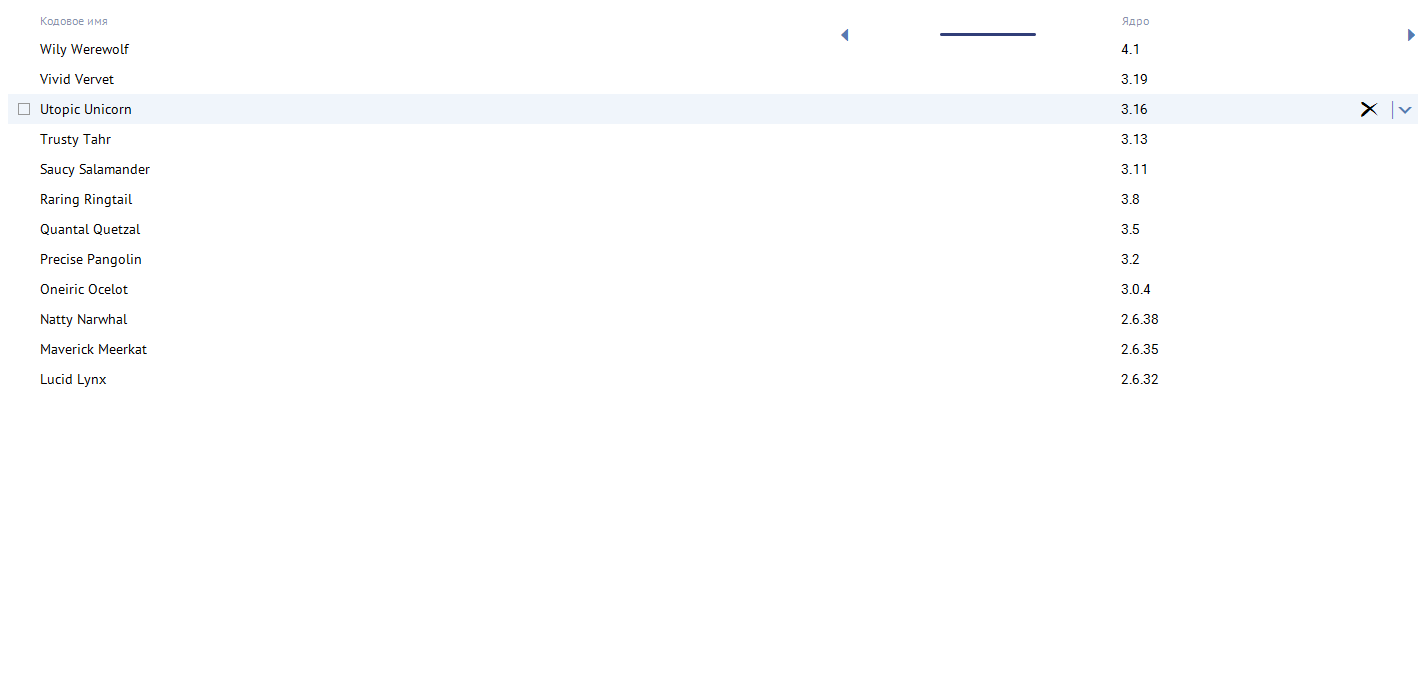 Кодовое имя Ядро
Wily Werewolf 4.1
Vivid Vervet 3.19
Utopic Unicorn 3.16
Trusty Tahr 3.13
Saucy Salamander 3.11
Raring Ringtail 3.8
Quantal Quetzal 3.5
Precise Pangolin 3.2
Oneiric Ocelot 3.0.4
Natty Narwhal 2.6.38
Maverick Meerkat 2.6.35
Lucid Lynx 2.6.32